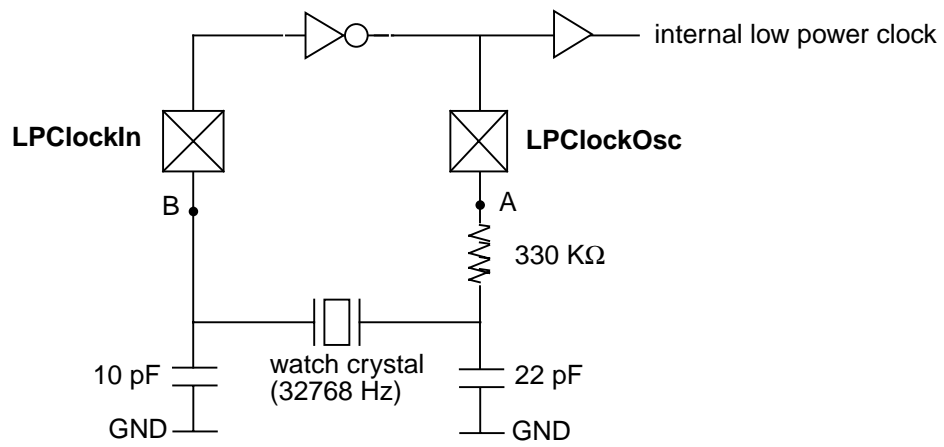 internal low power clock
LPClockIn
LPClockOsc
B
A
330 KΩ
watch crystal
(32768 Hz)
10 pF
22 pF
GND
GND